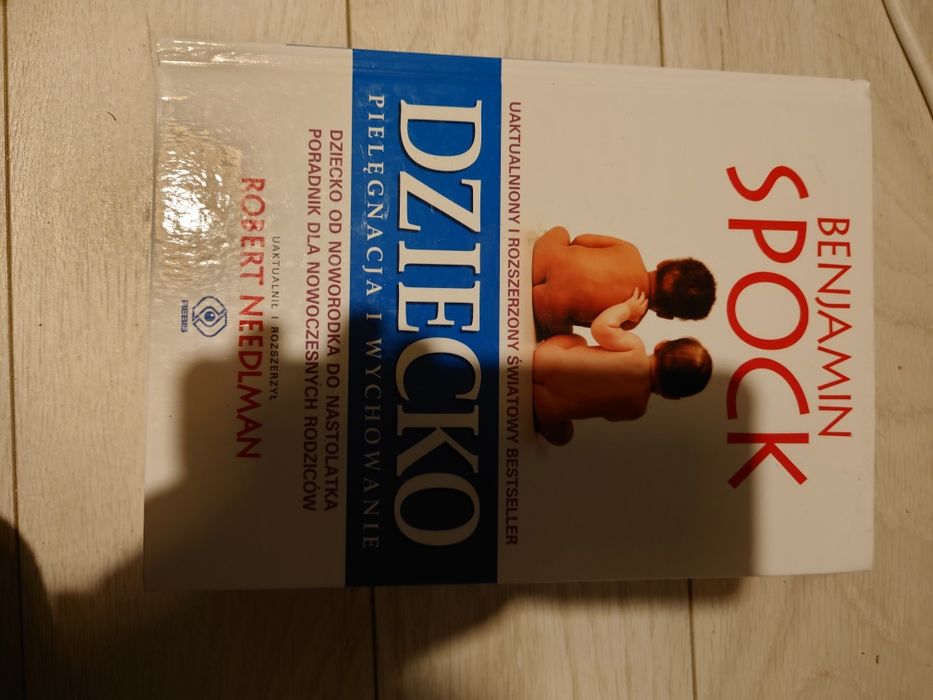 BENJAMIN
SPOCK
UAKTUALNIONY I ROZSZERZONY ŚWIATOWY BESTSELLER
DZIECKO
PIELĘGNACJA I WYCHOWANIE
DZIECKO OD NOWORODKA DO NASTOLATKA
PORADNIK DLA NOWOCZESNYCH RODZICÓW
UAKTUALNIŁ I ROZSZERZYŁ
ROBERT NEEDLMAN
REBIS